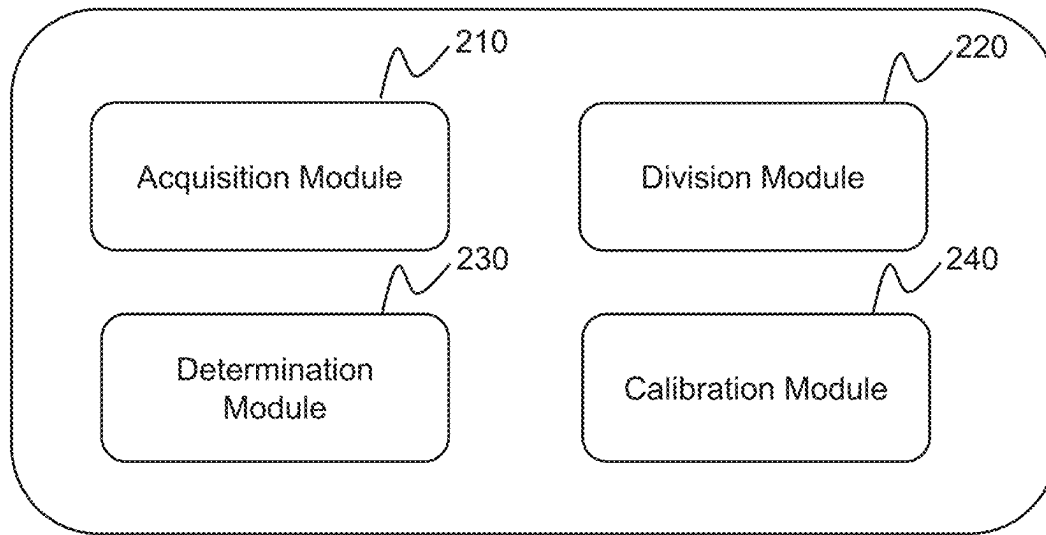 210
220
Acquisition Module
Division Module
230
240
Determination
Module
Calibration Module